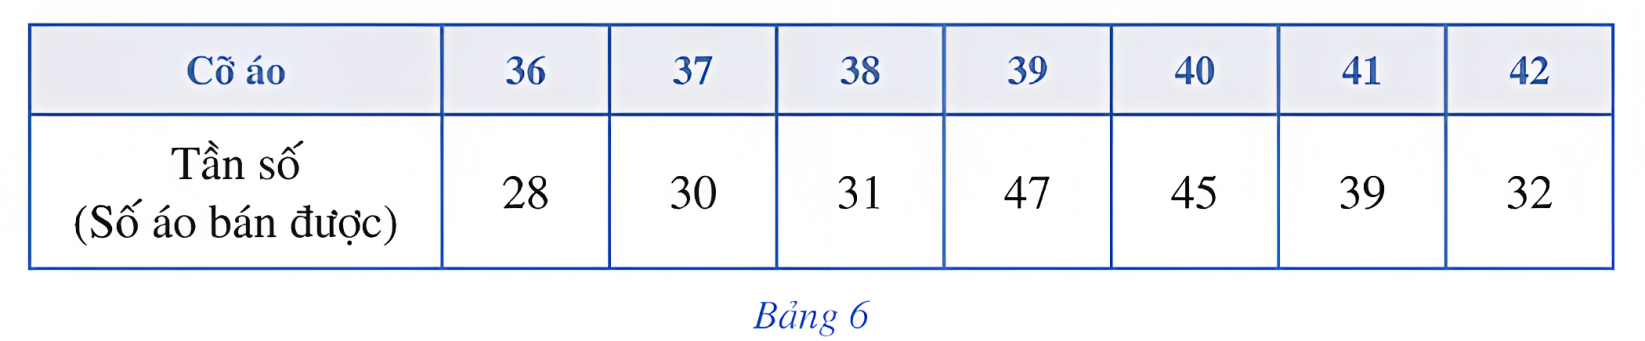 Cỡ áo 36 37 38 39 40 41 42
Tần số
(Số áo bán được) 28 30 31 47 45 39 32
Bảng 6